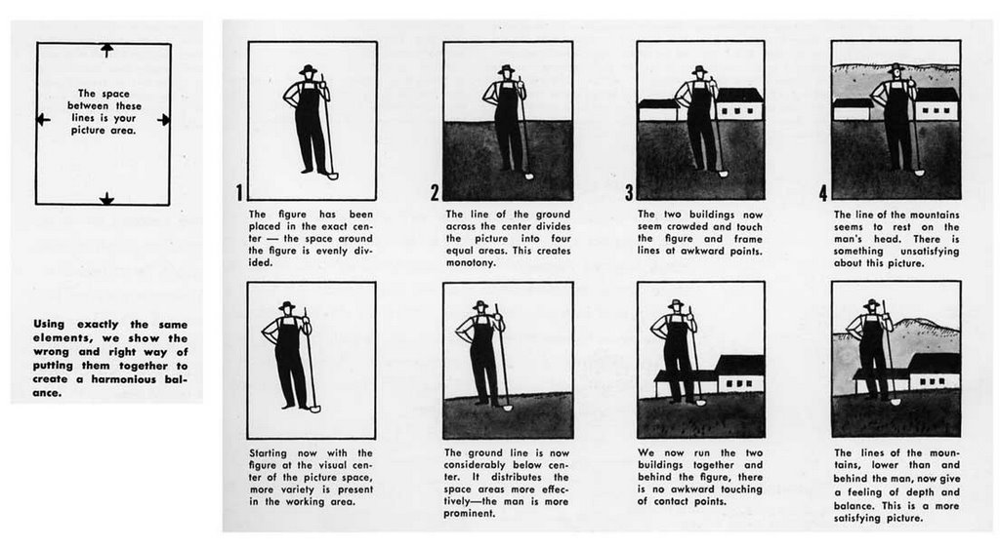 The space
between these
lines is your
picture area.
Using exactly the same
elements, we show the
wrong and right way of
putting them together to
create a harmonious bal-
ance.
1
The figure has been
placed in the exact cen-
ter — the space around
the figure is evenly div-
ided.
2
The line of the ground
across the center divides
the picture into four
equal areas. This creates
monotony.
3
The two buildings now
seem crowded and touch
the figure and frame
lines at awkward points.
4
The line of the mountains
seems to rest on the
man's head. There is
something unsatisfying
about this picture.
Starting now with the
figure at the visual cen-
ter of the picture space,
more variety is present
in the working area.
The ground line is now
considerably below cen-
ter. It distributes the
space areas more effec-
tively—the man is more
prominent.
We now run the two
buildings together and
behind the figure, there
is no awkward touching
of contact points.
The lines of the moun-
tains, lower than and
behind the man, now give
a feeling of depth and
balance. This is a more
satisfying picture.